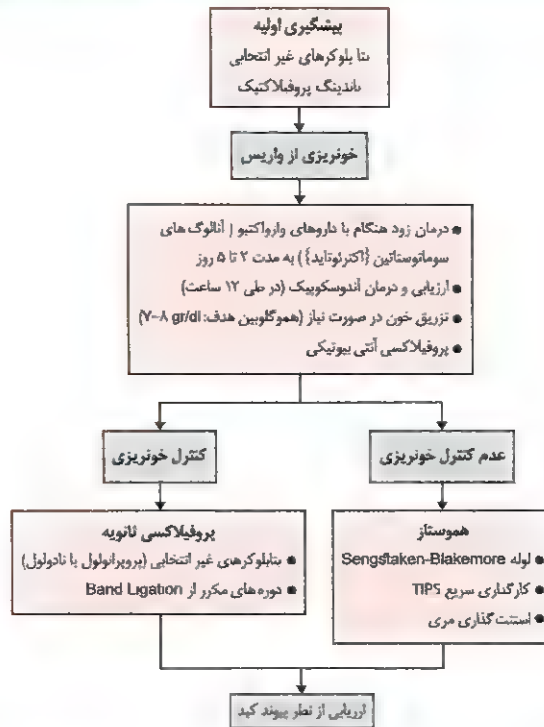 پیشگیری اولیه
بتا بلوکرهای غیر انتخابی
باندینگ پروفیلاکتیک
خونریزی از واریس
● درمان زود هنگام با داروهای وازواکتیو (آنالوگ های
سوماتوستاتین {اکترئوتاید}) به مدت ۲ تا ۵ روز
● ارزیابی و درمان آندوسکوپیک (در طی ۱۲ ساعت)
● تزریق خون در صورت نیاز (هموگلوبین هدف: ۷-۸ gr/dl)
● پروفیلاکسی آنتی بیوتیکی
عدم کنترل خونریزی
هموستاز
● لوله Sengstaken-Blakemore
● کارگذاری سریع TIPS
● استنت گذاری مری
کنترل خونریزی
پروفیلاکسی ثانویه
● بتابلوکرهای غیر انتخابی (پروپرانولول یا نادولول)
● دوره های مکرر از Band Ligation
ارزیابی از نظر پیوند کبد